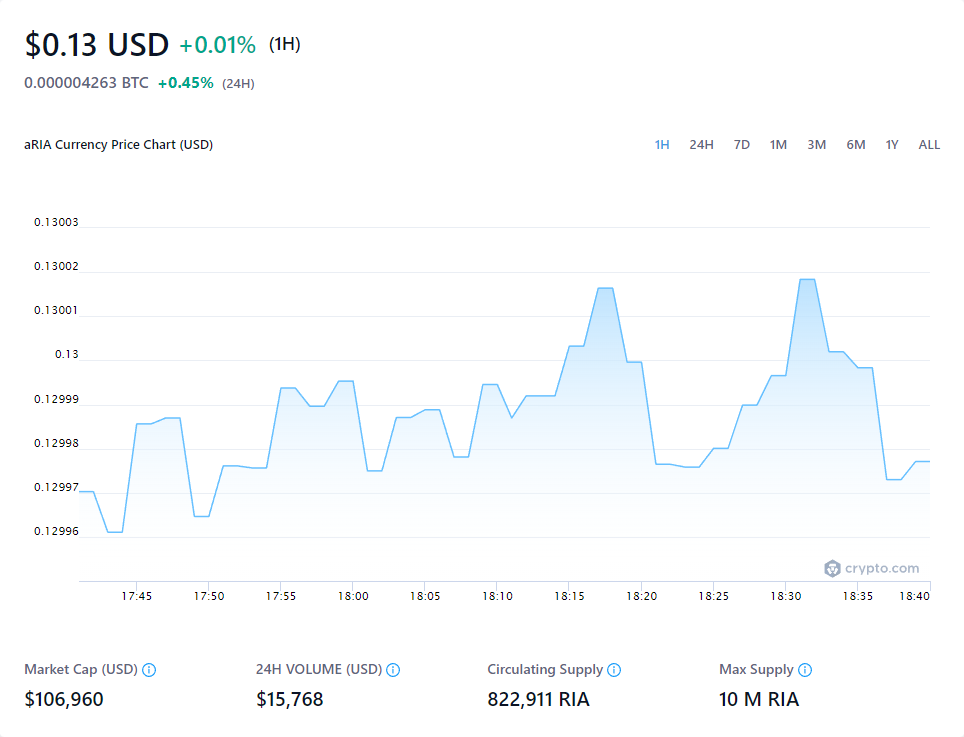 $0.13 USD +0.01% (1H)
0.000004263 BTC +0.45% (24H)
aRIA Currency Price Chart (USD)
1H 24H 7D 1M 3M 6M 1Y ALL
0.13003
0.13002
0.13001
0.13
0.12999
0.12998
0.12997
0.12996
crypto.com
17:45 17:50 17:55 18:00 18:05 18:10 18:15 18:20 18:25 18:30 18:35 18:40
Market Cap (USD) 24H VOLUME (USD) Circulating Supply Max Supply
$106,960 $15,768 822,911 RIA 10 M RIA